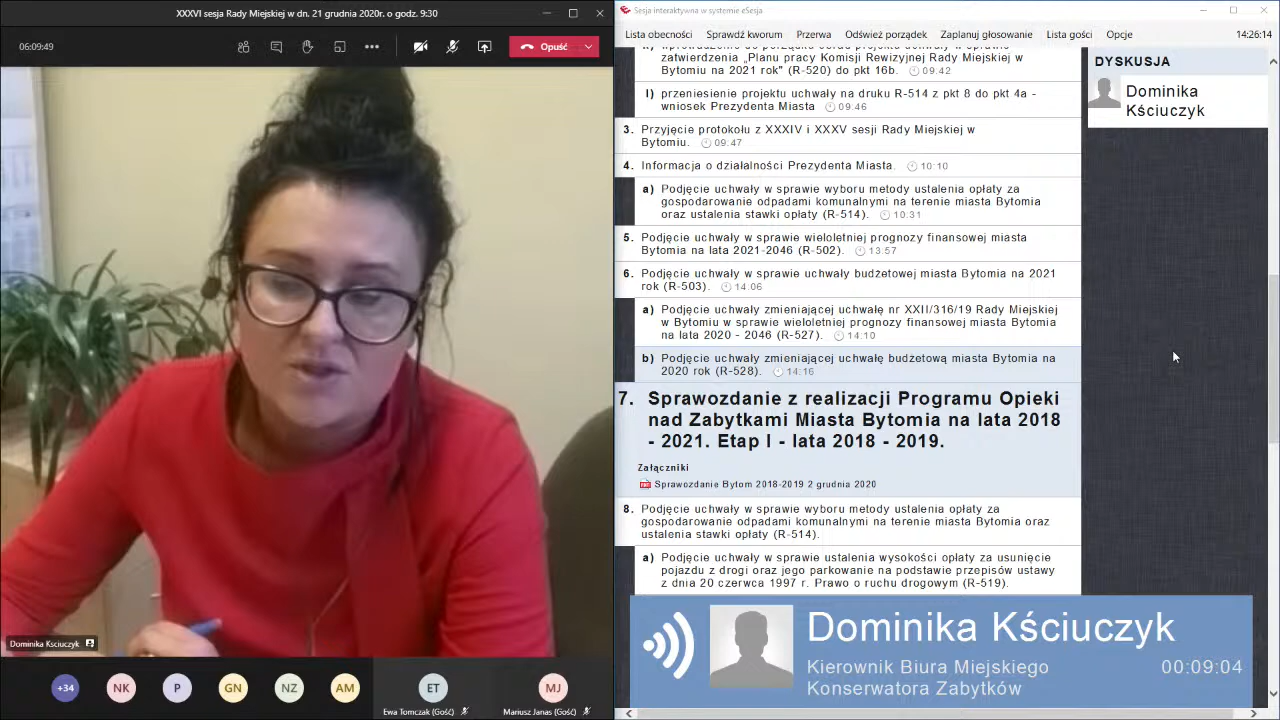 XXXVI sesja Rady Miejskiej w dn. 21 grudnia 2020r. o godz. 9:30
06:09:49
Opuść
Dominika Ksciuczyk
+34
NK
P
GN
NZ
AM
ET
Ewa Tomczak (Gość)
MJ
Mariusz Janas (Gość)
Sesja interaktywna w systemie eSesja
Lista obecności Sprawdź kworum Przerwa Odśwież porządek Zaplanuj głosowanie Lista gości Opcje
14:26:14
zatwierdzenia „Planu pracy Komisji Rewizyjnej Rady Miejskiej w
Bytomiu na 2021 rok" (R-520) do pkt 16b. 09:42
l) przeniesienie projektu uchwały na druku R-514 z pkt 8 do pkt 4a -
wniosek Prezydenta Miasta 09:46
3. Przyjęcie protokołu z XXXIV i XXXV sesji Rady Miejskiej w
Bytomiu. 09:47
4. Informacja o działalności Prezydenta Miasta. 10:10
a) Podjęcie uchwały w sprawie wyboru metody ustalenia opłaty za
gospodarowanie odpadami komunalnymi na terenie miasta Bytomia
oraz ustalenia stawki opłaty (R-514). 10:31
5. Podjęcie uchwały w sprawie wieloletniej prognozy finansowej miasta
Bytomia na lata 2021-2046 (R-502). 13:57
6. Podjęcie uchwały w sprawie uchwały budżetowej miasta Bytomia na 2021
rok (R-503). 14:06
a) Podjęcie uchwały zmieniającej uchwałę nr XXII/316/19 Rady Miejskiej
w Bytomiu w sprawie wieloletniej prognozy finansowej miasta Bytomia
na lata 2020 - 2046 (R-527). 14:10
b) Podjęcie uchwały zmieniającej uchwałę budżetową miasta Bytomia na
2020 rok (R-528). 14:16
7. Sprawozdanie z realizacji Programu Opieki
nad Zabytkami Miasta Bytomia na lata 2018
- 2021. Etap I - lata 2018 - 2019.
Załączniki
Sprawozdanie Bytom 2018-2019 2 grudnia 2020
8. Podjęcie uchwały w sprawie wyboru metody ustalenia opłaty za
gospodarowanie odpadami komunalnymi na terenie miasta Bytomia oraz
ustalenia stawki opłaty (R-514).
a) Podjęcie uchwały w sprawie ustalenia wysokości opłaty za usunięcie
pojazdu z drogi oraz jego parkowanie na podstawie przepisów ustawy
z dnia 20 czerwca 1997 r. Prawo o ruchu drogowym (R-519).
DYSKUSJA
Dominika
Kściuczyk
Dominika Kściuczyk
Kierownik Biura Miejskiego
Konserwatora Zabytków
00:09:04